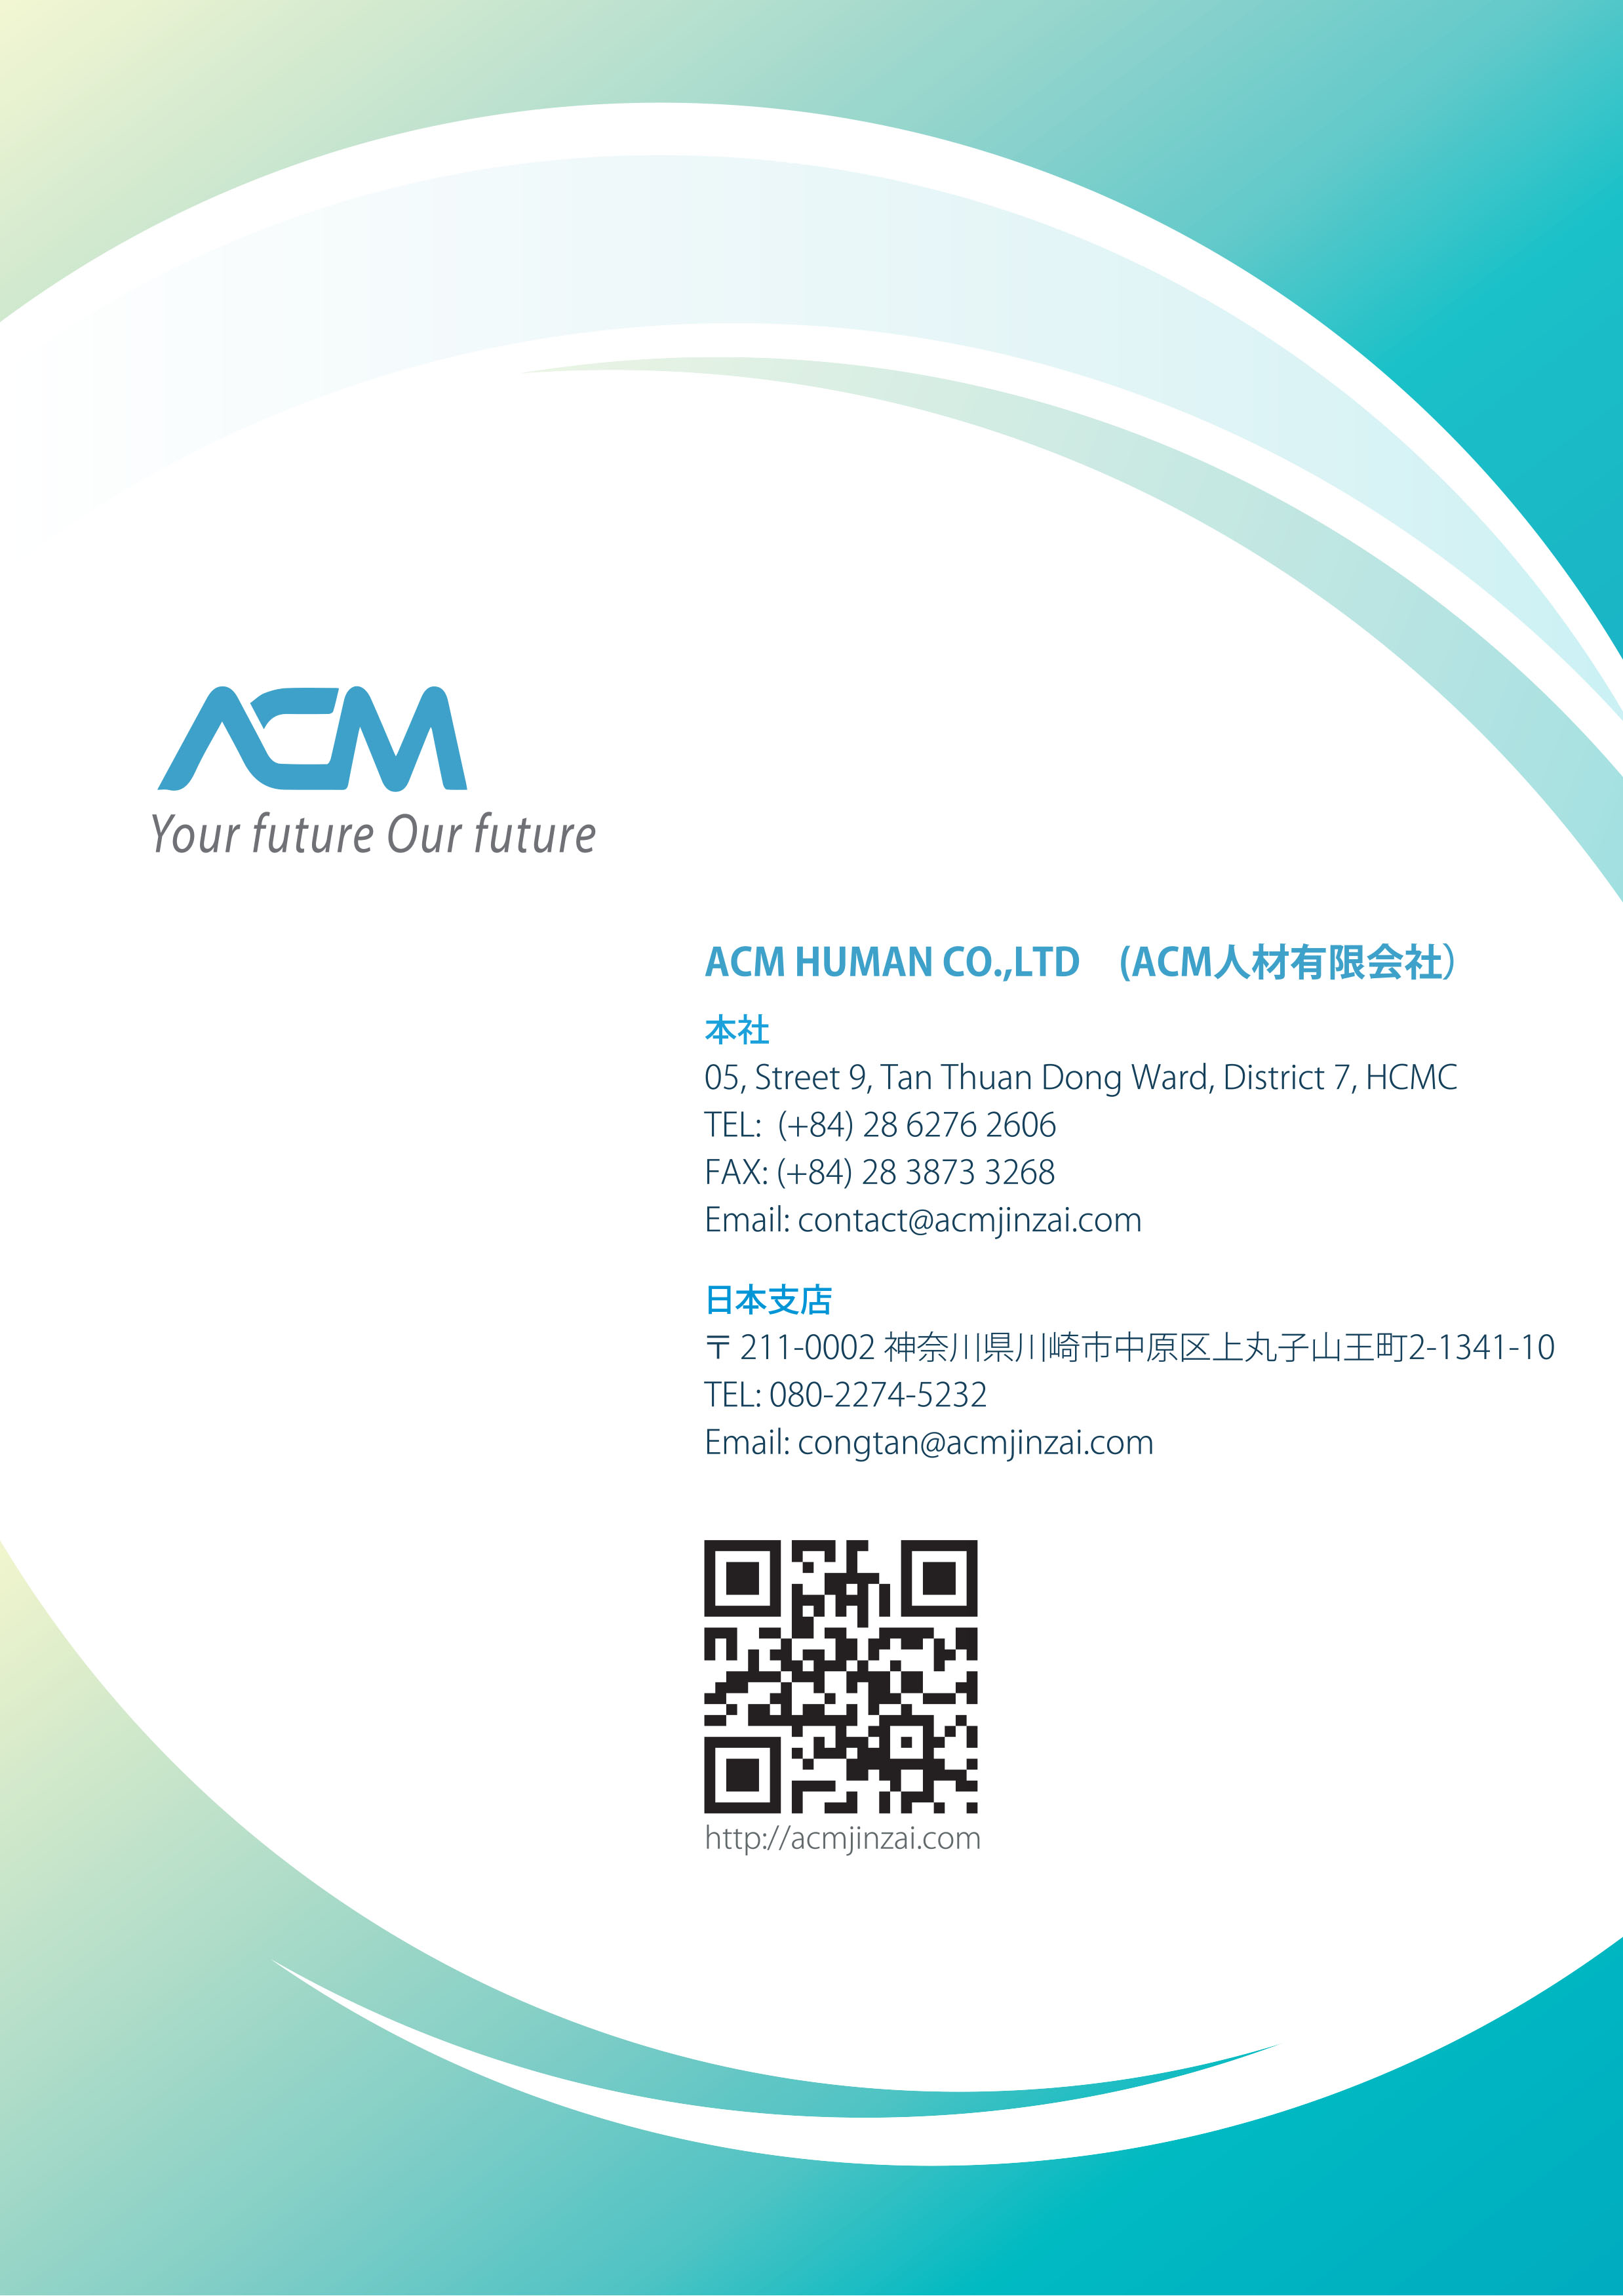 ACM
Your future Our future
ACM HUMAN CO.,LTD　(ACM人材有限会社）
本社
05, Street 9, Tan Thuan Dong Ward, District 7, HCMC
TEL: (+84) 28 6276 2606
FAX: (+84) 28 3873 3268
Email: contact@acmjinzai.com
日本支店
〒 211-0002 神奈川県川崎市中原区上丸子山王町2-1341-10
TEL: 080-2274-5232
Email: congtan@acmjinzai.com
http://acmjinzai.com